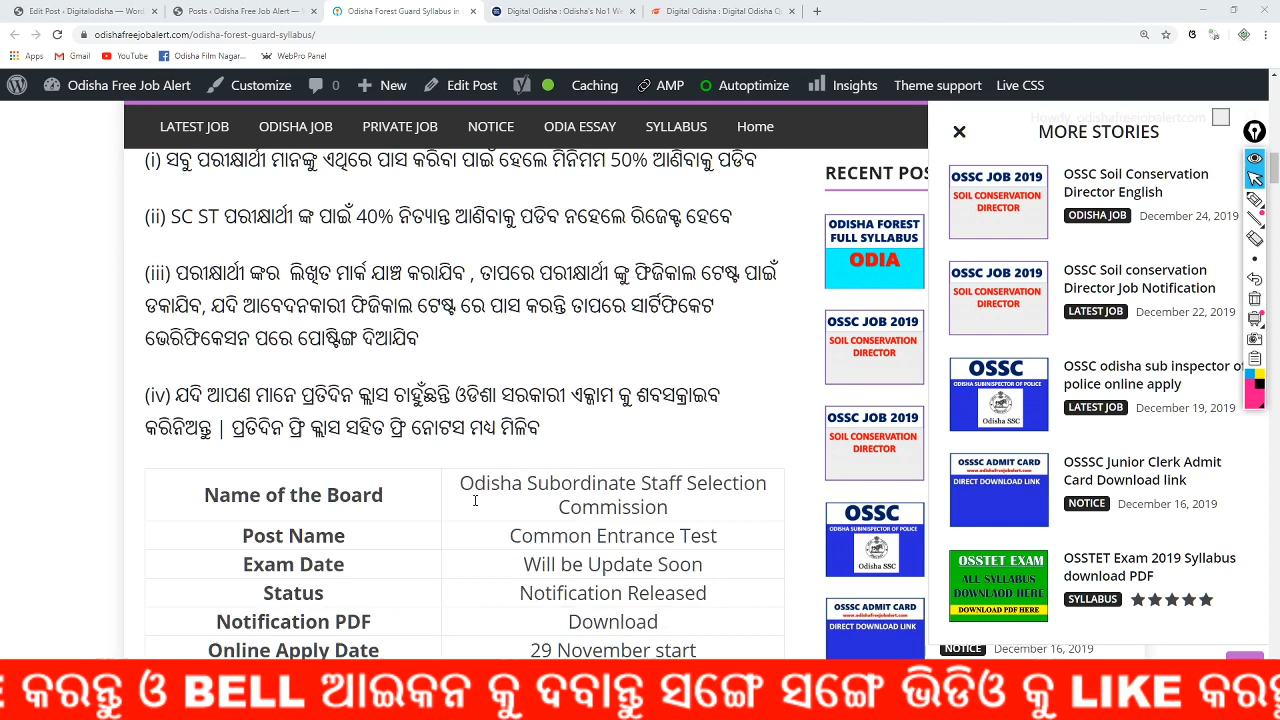 Edit Post ‹ Digitalodisha — Wor
Posts ‹ Odisha Free Job Alert —
Odisha Forest Guard Syllabus in
Digital Odisha: Odisha's No1 We
Digital Odisha: Digital Odisha Op
odishafreejobalert.com/odisha-forest-guard-syllabus/
Apps Gmail YouTube Odisha Film Nagar... WebPro Panel
Odisha Free Job Alert Customize 0 New Edit Post Caching AMP Autoptimize Insights Theme support Live CSS
Howdy, odishafreejobalertcom
LATEST JOB ODISHA JOB PRIVATE JOB NOTICE ODIA ESSAY SYLLABUS Home
(i) ସବୁ ପରୀକ୍ଷାର୍ଥୀ ମାନଙ୍କୁ ଏଥିରେ ପାସ କରିବା ପାଇଁ ହେଲେ ମିନିମମ 50% ଆଣିବାକୁ ପଡିବ
(ii) SC ST ପରୀକ୍ଷାର୍ଥୀ ଙ୍କ ପାଇଁ 40% ନିତ୍ୟାନ୍ତ ଆଣିବାକୁ ପଡିବ ନହେଲେ ରିଜେକ୍ଟ ହେବେ
(iii) ପରୀକ୍ଷାର୍ଥୀ ଙ୍କର ଲିଖିତ ମାର୍କ ଯାଞ୍ଚ କରାଯିବ , ତାପରେ ପରୀକ୍ଷାର୍ଥୀ ଙ୍କୁ ଫିଜିକାଲ ଟେଷ୍ଟ ପାଇଁ
ଡକାଯିବ, ଯଦି ଆବେଦନକାରୀ ଫିଜିକାଲ ଟେଷ୍ଟ ରେ ପାସ କରନ୍ତି ତାପରେ ସାର୍ଟିଫିକେଟ
ଭେରିଫିକେସନ ପରେ ପୋଷ୍ଟିଙ୍ଗ ଦିଆଯିବ
(iv) ଯଦି ଆପଣ ମାନେ ପ୍ରତିଦିନ କ୍ଲାସ ଚାହୁଁଛନ୍ତି ଓଡିଶା ସରକାରୀ ଏକ୍ଜାମ କୁ ଶବସକ୍ରାଇବ
କରିନିଅନ୍ତୁ | ପ୍ରତିଦିନ ଫ୍ରି କ୍ଲାସ ସହିତ ଫ୍ରି ନୋଟସ ମଧ୍ୟ ମିଳିବ
Name of the Board Odisha Subordinate Staff Selection Commission
Post Name Common Entrance Test
Exam Date Will be Update Soon
Status Notification Released
Notification PDF Download
Online Apply Date 29 November start
RECENT POS
ODISHA FOREST
FULL SYLLABUS
ODIA
OSSC JOB 2019
SOIL CONSERVATION
DIRECTOR
OSSC JOB 2019
SOIL CONSERVATION
DIRECTOR
OSSC
ODISHA SUBINSPECTOR OF POLICE
Odisha SSC
OSSSC ADMIT CARD
DIRECT DOWNLOAD LINK
MORE STORIES
OSSC JOB 2019
SOIL CONSERVATION
DIRECTOR
OSSC Soil Conservation
Director English
ODISHA JOB December 24, 2019
OSSC JOB 2019
SOIL CONSERVATION
DIRECTOR
OSSC Soil conservation
Director Job Notification
LATEST JOB December 22, 2019
OSSC
ODISHA SUBINSPECTOR OF POLICE
Odisha SSC
OSSC odisha sub inspector of
police online apply
LATEST JOB December 19, 2019
OSSSC ADMIT CARD
DIRECT DOWNLOAD LINK
OSSSC Junior Clerk Admit
Card Download link
NOTICE December 16, 2019
OSSTET EXAM
ALL SYLLABUS
DOWNLAOD HERE
DOWNLOAD PDF HERE
OSSTET Exam 2019 Syllabus
download PDF
SYLLABUS
NOTICE December 16, 2019
କରନ୍ତୁ ଓ BELL ଆଇକନ କୁ ଦବାନ୍ତୁ ସଙ୍ଗେ ସଙ୍ଗେ ଭିଡିଓ କୁ LIKE